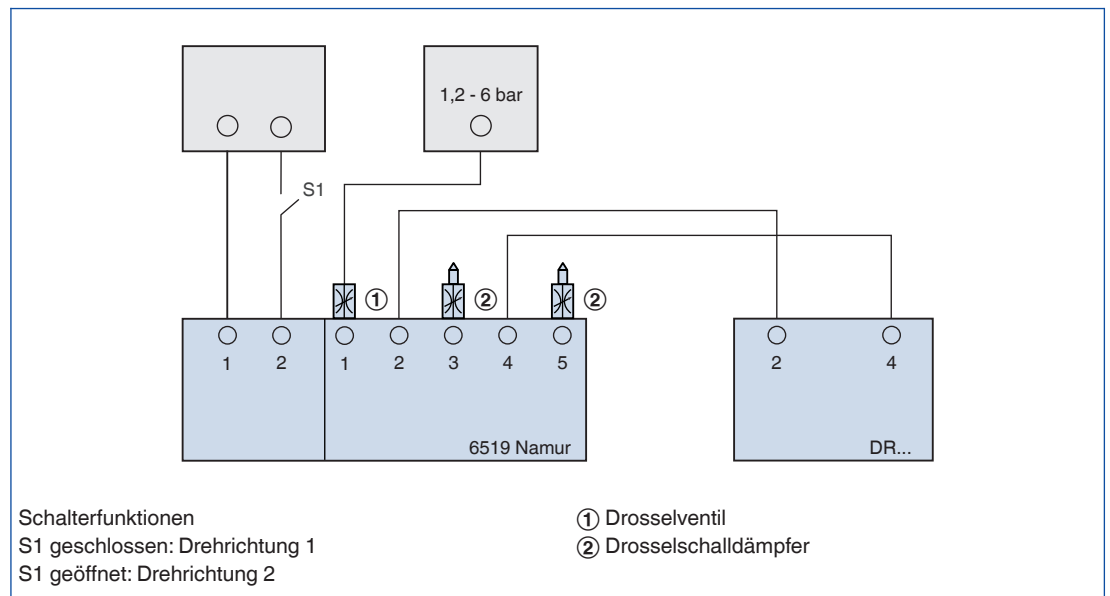 1,2 - 6 bar
S1
①
②
②
1 2 1 2 3 4 5
2 4
6519 Namur
DR...
Schalterfunktionen
S1 geschlossen: Drehrichtung 1
S1 geöffnet: Drehrichtung 2
① Drosselventil
② Drosselschalldämpfer